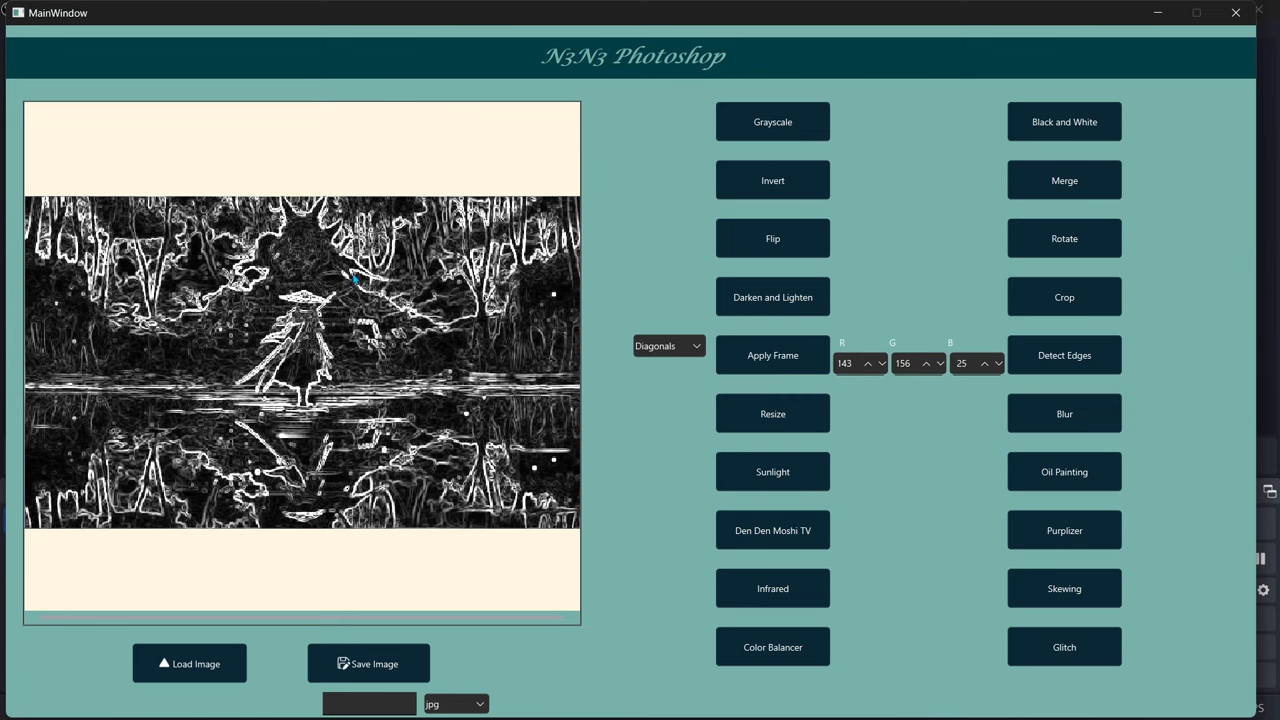 MainWindow
N3N3 Photoshop
Grayscale
Black and White
Invert
Merge
Flip
Rotate
Darken and Lighten
Crop
Diagonals
Apply Frame
R G B
143 156 25
Detect Edges
Resize
Blur
Sunlight
Oil Painting
Den Den Moshi TV
Purplizer
Infrared
Skewing
Color Balancer
Glitch
Load Image
Save Image
jpg